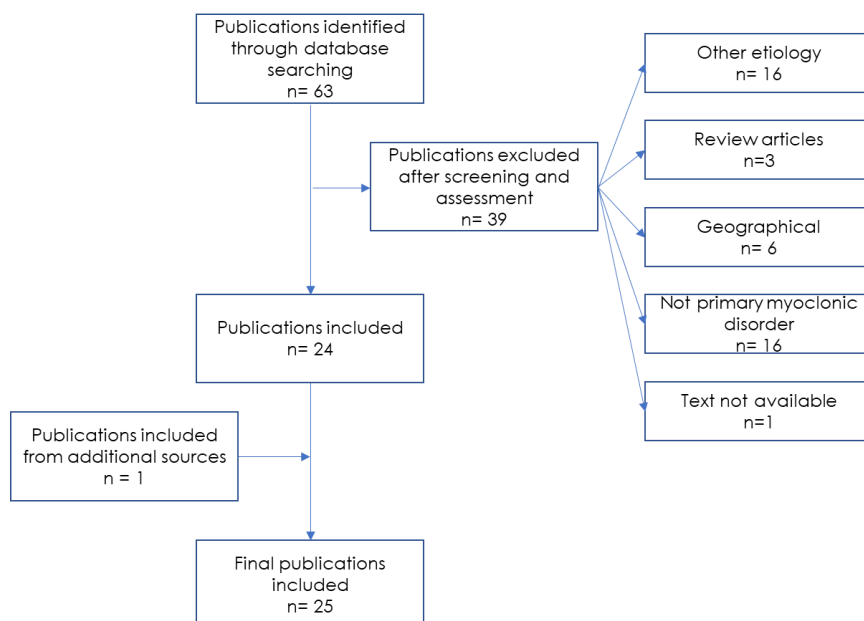 Publications identified
through database
searching
n= 63
Other etiology
n= 16
Review articles
n=3
Publications excluded
after screening and
assessment
n= 39
Geographical
n= 6
Not primary myoclonic
disorder
n= 16
Publications included
n= 24
Text not available
n=1
Publications included
from additional sources
n = 1
Final publications
included
n= 25